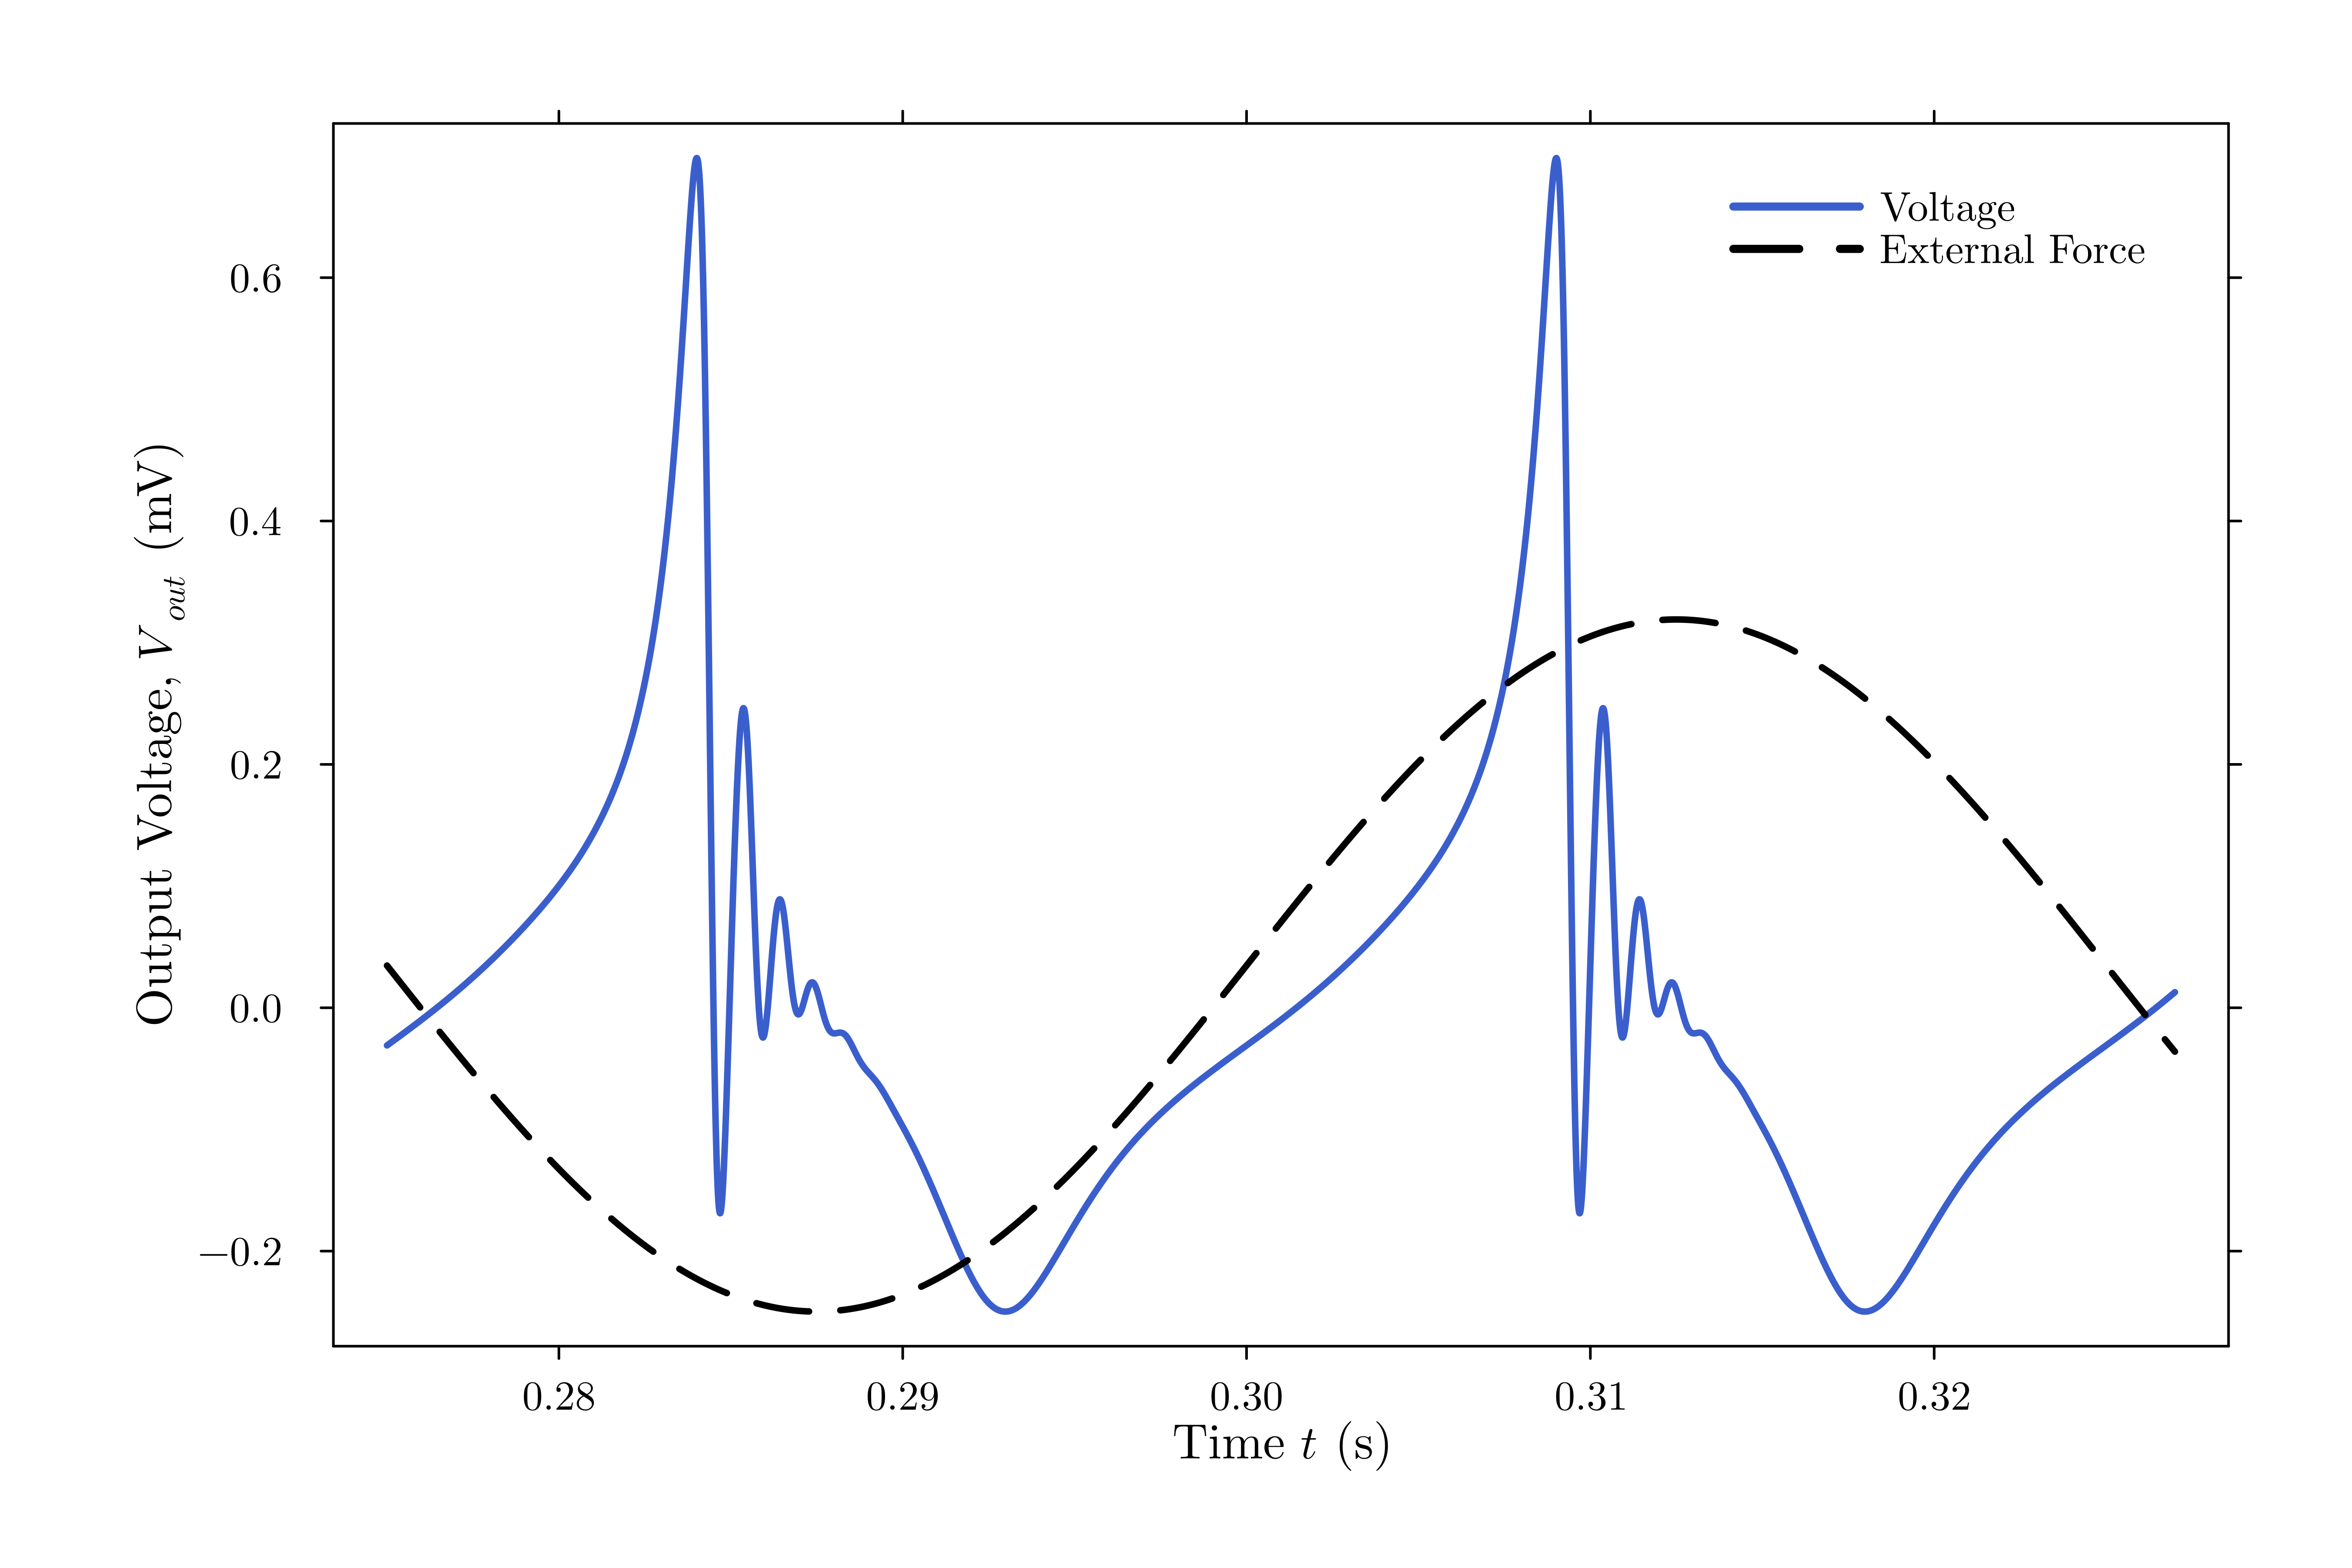 Voltage
External Force
0.6
0.4
0.2
0.0
−0.2
Output Voltage, V_out (mV)
0.28 0.29 0.30 0.31 0.32
Time t (s)